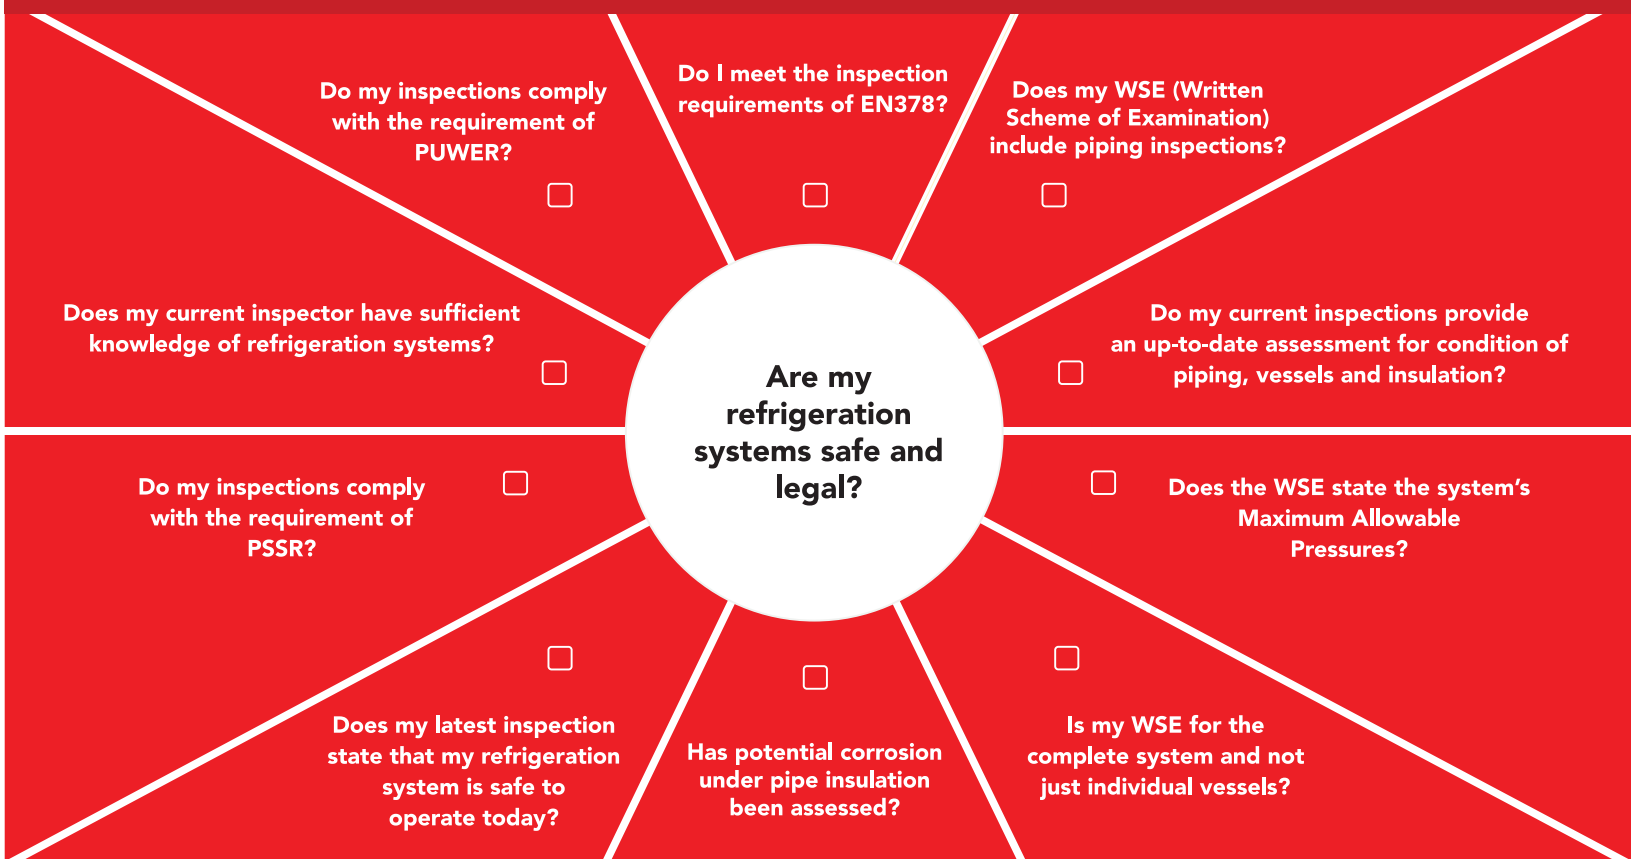 Do my inspections comply
with the requirement of
PUWER?
Do I meet the inspection
requirements of EN378?
Does my WSE (Written
Scheme of Examination)
include piping inspections?
Does my current inspector have sufficient
knowledge of refrigeration systems?
Do my current inspections provide
an up-to-date assessment for condition of
piping, vessels and insulation?
Are my
refrigeration
systems safe and
legal?
Do my inspections comply
with the requirement of
PSSR?
Does the WSE state the system’s
Maximum Allowable
Pressures?
Does my latest inspection
state that my refrigeration
system is safe to
operate today?
Has potential corrosion
under pipe insulation
been assessed?
Is my WSE for the
complete system and not
just individual vessels?